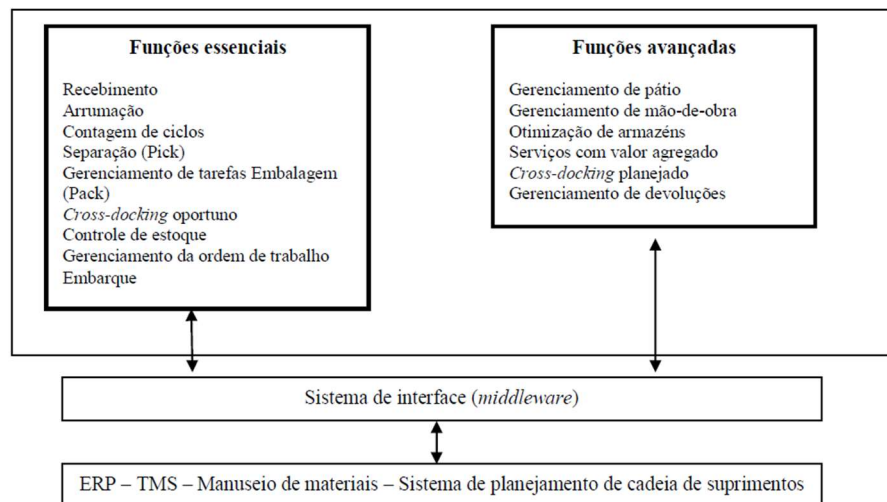 Funções essenciais
Recebimento
Arrumação
Contagem de ciclos
Separação (Pick)
Gerenciamento de tarefas Embalagem
(Pack)
Cross-docking oportuno
Controle de estoque
Gerenciamento da ordem de trabalho
Embarque
Funções avançadas
Gerenciamento de pátio
Gerenciamento de mão-de-obra
Otimização de armazéns
Serviços com valor agregado
Cross-docking planejado
Gerenciamento de devoluções
Sistema de interface (middleware)
ERP – TMS – Manuseio de materiais – Sistema de planejamento de cadeia de suprimentos